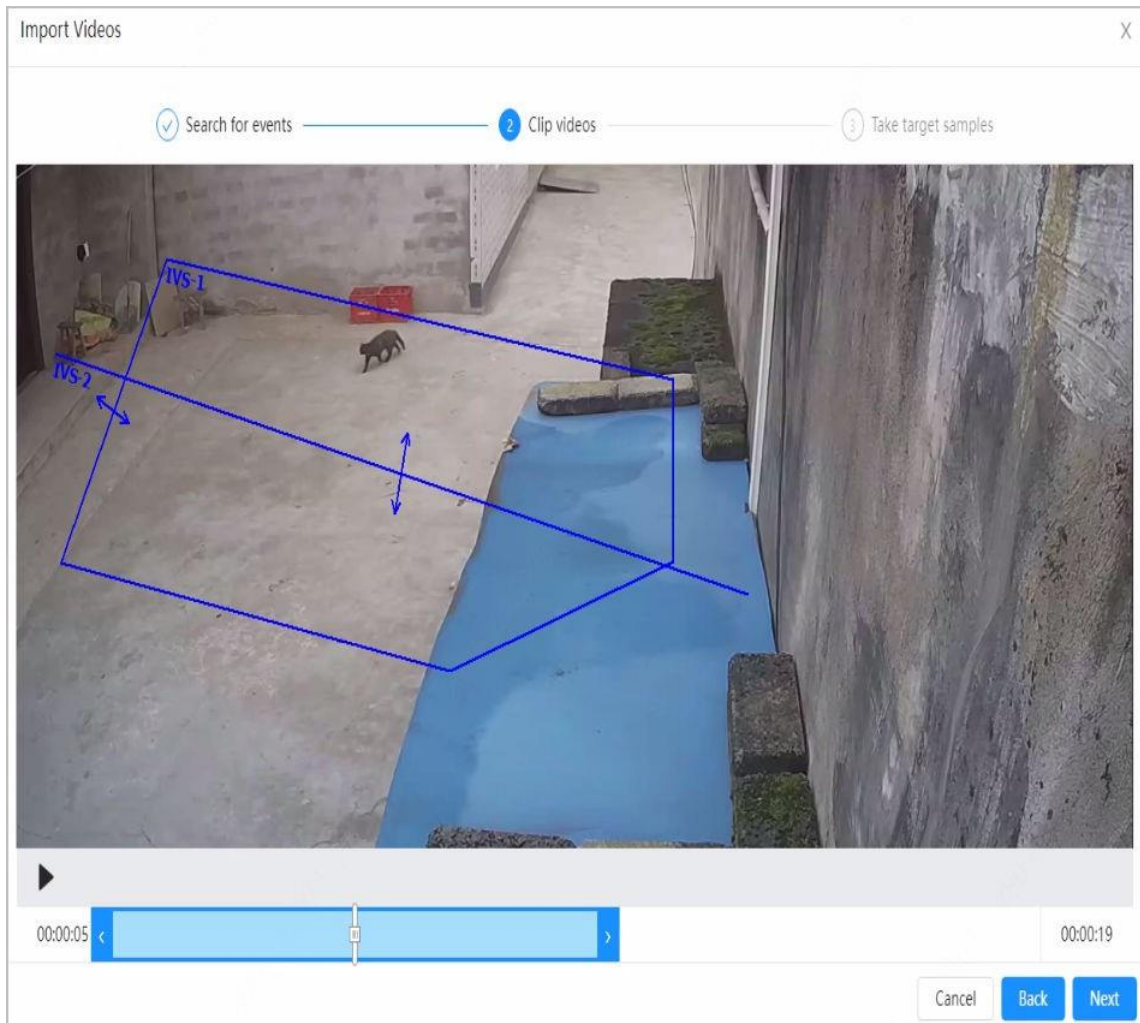 Import Videos
X
Search for events
2 Clip videos
3 Take target samples
IVS-1
IVS-2
00:00:05
00:00:19
Cancel
Back
Next